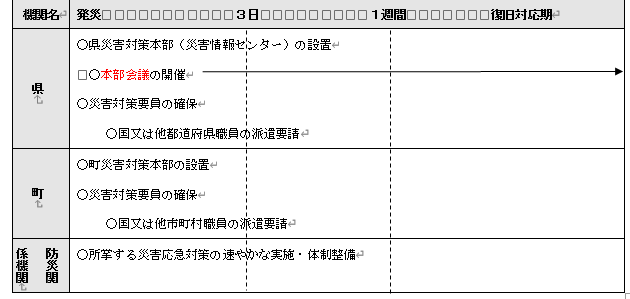 機関名 発災□□□□□□□□□□□３日□□□□□□□□□□１週間□□□□□□□復旧対応期
県
○県災害対策本部（災害情報センター）の設置
□○本部会議の開催
○災害対策要員の確保
○国又は他都道府県職員の派遣要請
町
○町災害対策本部の設置
○災害対策要員の確保
○国又は他市町村職員の派遣要請
防災関
係機関
○所掌する災害応急対策の速やかな実施・体制整備